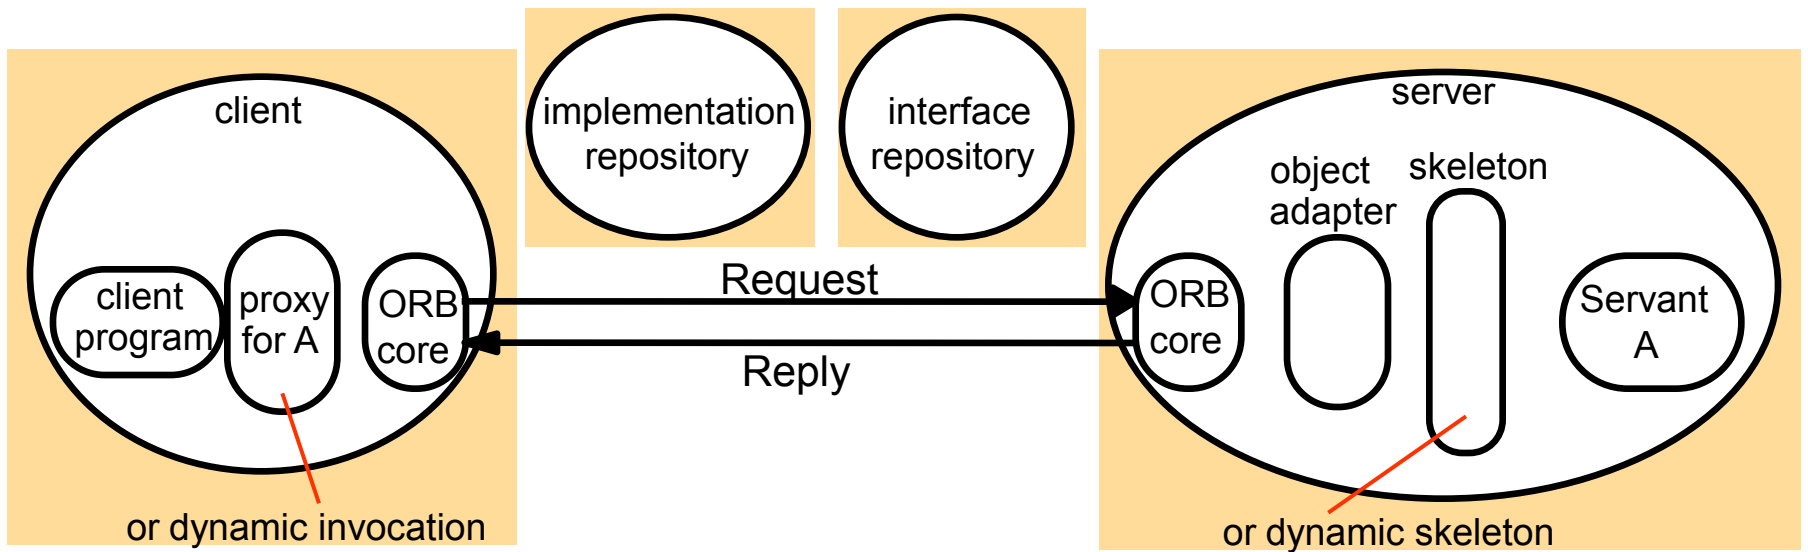 client
implementation
repository
interface
repository
server
object
adapter
skeleton
client
program
proxy
for A
ORB
core
Request
Reply
ORB
core
Servant
A
or dynamic invocation
or dynamic skeleton